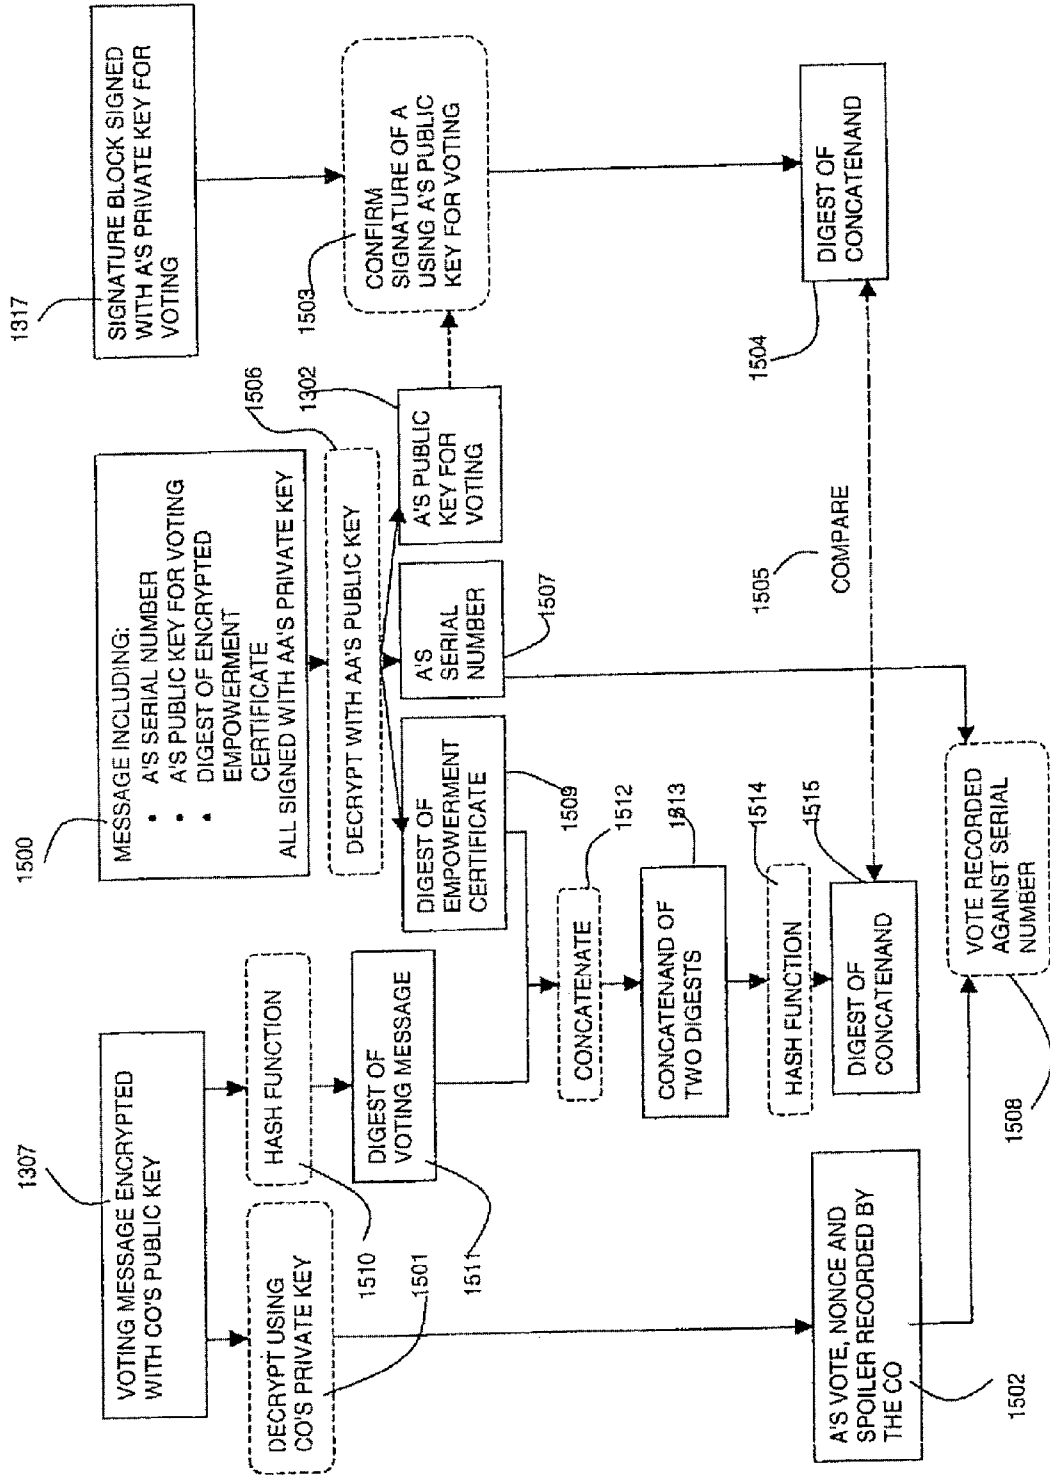 1307
VOTING MESSAGE ENCRYPTED
WITH CO'S PUBLIC KEY
1500
MESSAGE INCLUDING:
• A'S SERIAL NUMBER
• A'S PUBLIC KEY FOR VOTING
• DIGEST OF ENCRYPTED
EMPOWERMENT
CERTIFICATE
ALL SIGNED WITH AA'S PRIVATE KEY
1317
SIGNATURE BLOCK SIGNED
WITH A'S PRIVATE KEY FOR
VOTING
DECRYPT USING
CO'S PRIVATE KEY
HASH FUNCTION
DECRYPT WITH AA'S PUBLIC KEY
1506
1302
1503
CONFIRM
SIGNATURE OF A
USING A'S PUBLIC
KEY FOR VOTING
1510
1501
1511
DIGEST OF
VOTING MESSAGE
DIGEST OF
EMPOWERMENT
CERTIFICATE
A'S
SERIAL
NUMBER
A'S PUBLIC
KEY FOR
VOTING
1509
1507
CONCATENATE
1512
CONCATENAND OF
TWO DIGESTS
1313
HASH FUNCTION
1514
1515
1505
COMPARE
1504
A'S VOTE, NONCE AND
SPOILER RECORDED BY
THE CO
1502
DIGEST OF
CONCATENAND
DIGEST OF
CONCATENAND
VOTE RECORDED
AGAINST SERIAL
NUMBER
1508